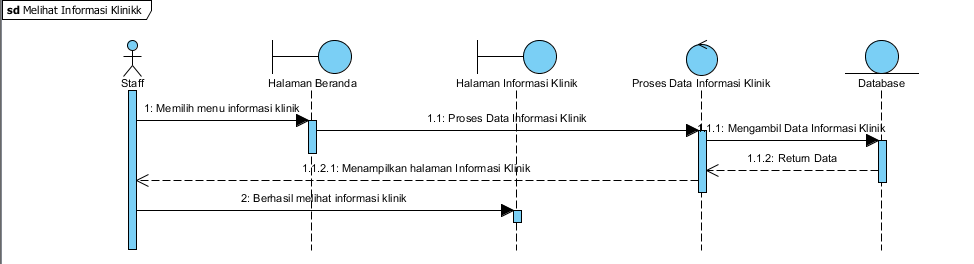 sd Melihat Informasi Klinikk
Staff
Halaman Beranda
Halaman Informasi Klinik
Proses Data Informasi Klinik
Database
1: Memilih menu informasi klinik
1.1: Proses Data Informasi Klinik
1.1.1: Mengambil Data Informasi Klinik
1.1.2: Return Data
1.1.2.1: Menampilkan halaman Informasi Klinik
2: Berhasil melihat informasi klinik